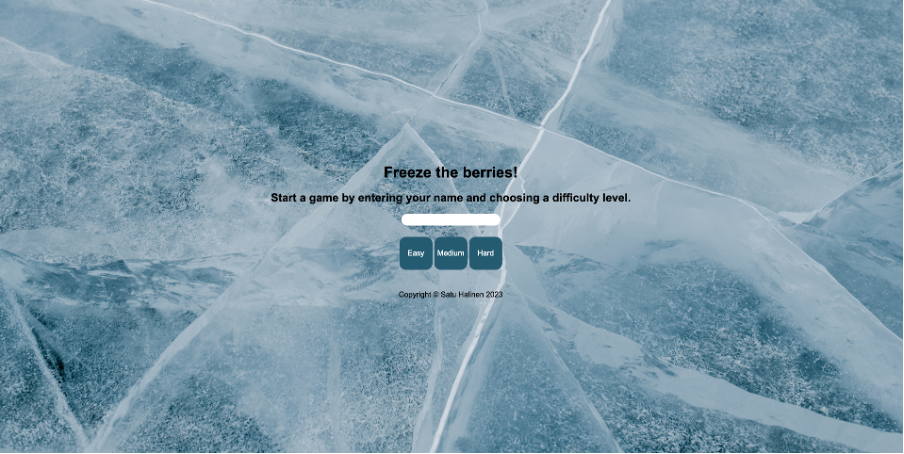 Freeze the berries!
Start a game by entering your name and choosing a difficulty level.
Easy
Medium
Hard
Copyright © Satu Halinen 2023